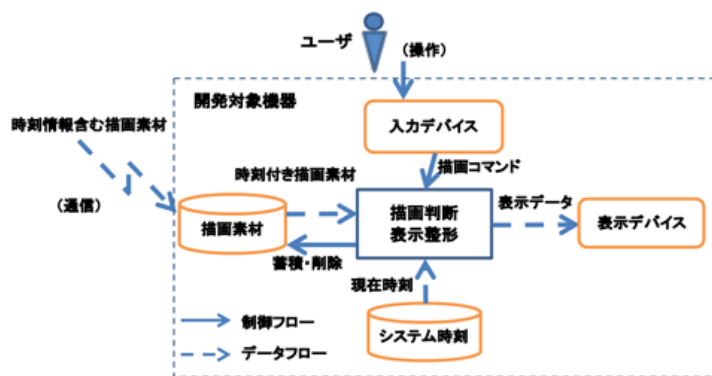 ユーザ
(操作)
開発対象機器
時刻情報含む描画素材
入力デバイス
描画コマンド
時刻付き描画素材
(通信)
描画素材
描画判断
表示整形
表示データ
表示デバイス
蓄積・削除
現在時刻
制御フロー
システム時刻
データフロー